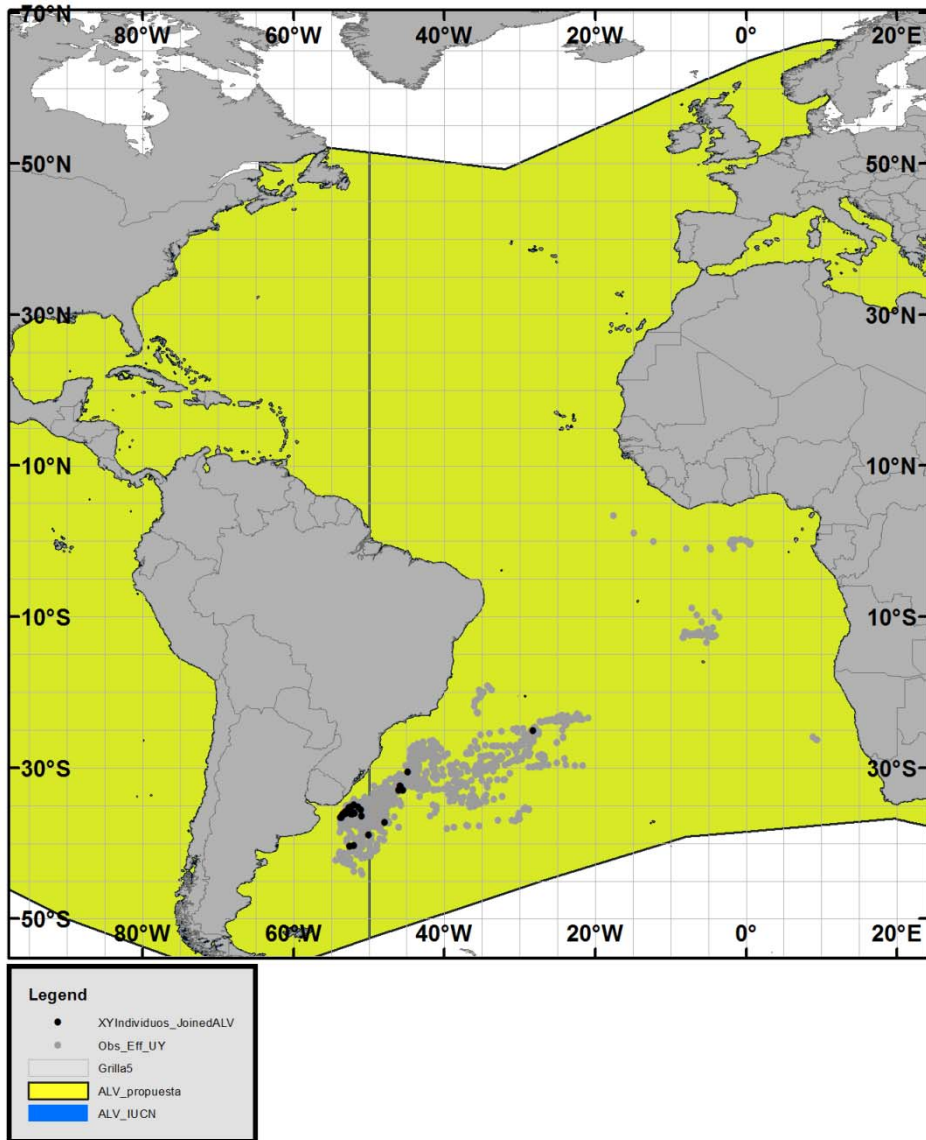 70°N
80°W 60°W 40°W 20°W 0° 20°E
50°N 50°N
30°N 30°N
10°N 10°N
10°S 10°S
30°S 30°S
50°S 80°W 60°W 40°W 20°W 0° 20°E
Legend
XYIndividuos_JoinedALV
Obs_Eff_UY
Grilla5
ALV_propuesta
ALV_IUCN